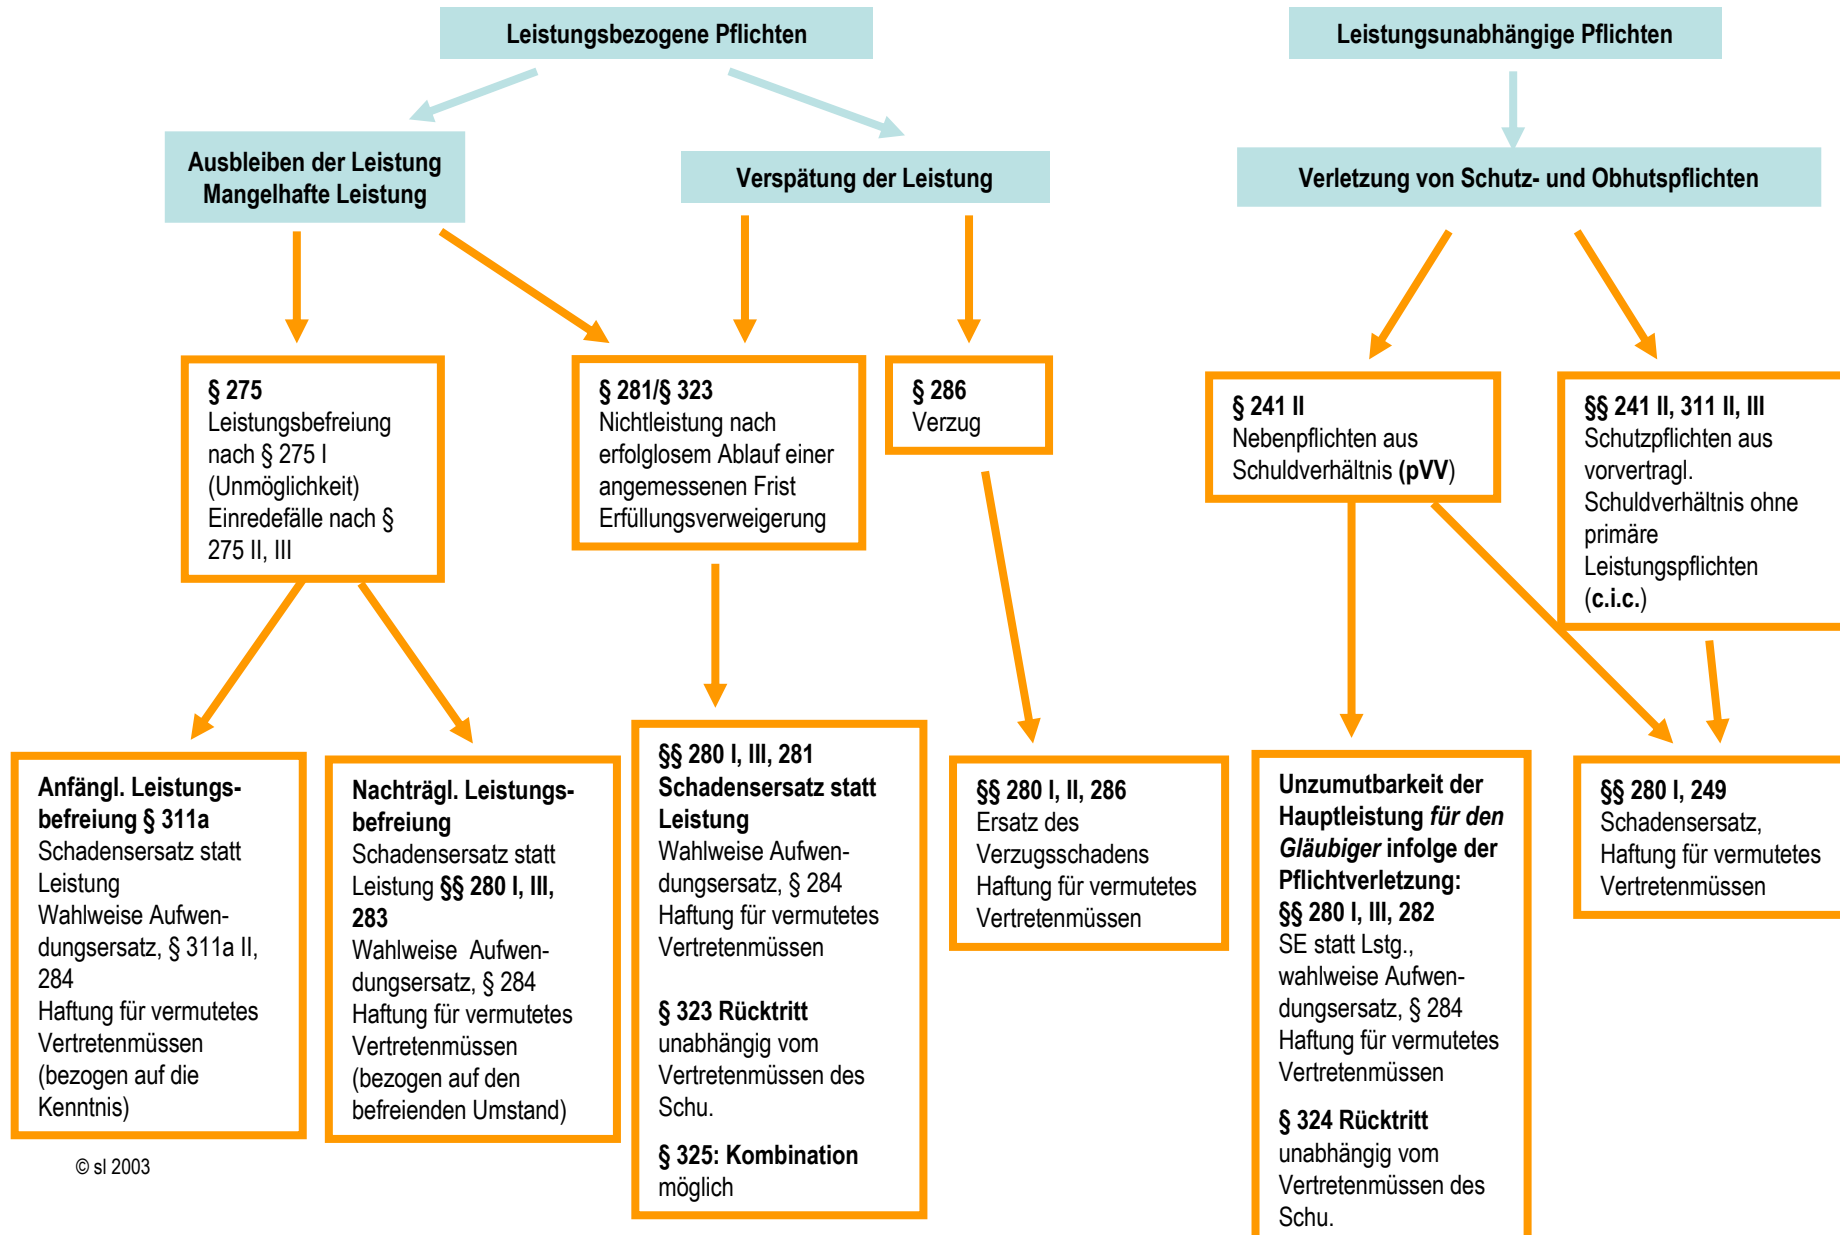 Leistungsbezogene Pflichten
Leistungsunabhängige Pflichten
Ausbleiben der Leistung
Mangelhafte Leistung
Verspätung der Leistung
Verletzung von Schutz- und Obhutspflichten
§ 275
Leistungsbefreiung
nach § 275 I
(Unmöglichkeit)
Einredefälle nach §
275 II, III
§ 281/§ 323
Nichtleistung nach
erfolglosem Ablauf einer
angemessenen Frist
Erfüllungsverweigerung
§ 286
Verzug
§ 241 II
Nebenpflichten aus
Schuldverhältnis (pVV)
§§ 241 II, 311 II, III
Schutzpflichten aus
vorvertragl.
Schuldverhältnis ohne
primäre
Leistungspflichten
(c.i.c.)
Anfängl. Leistungs-
befreiung § 311a
Schadensersatz statt
Leistung
Wahlweise Aufwen-
dungsersatz, § 311a II,
284
Haftung für vermutetes
Vertretenmüssen
(bezogen auf die
Kenntnis)
Nachträgl. Leistungs-
befreiung
Schadensersatz statt
Leistung §§ 280 I, III,
283
Wahlweise Aufwen-
dungsersatz, § 284
Haftung für vermutetes
Vertretenmüssen
(bezogen auf den
befreienden Umstand)
§§ 280 I, III, 281
Schadensersatz statt
Leistung
Wahlweise Aufwen-
dungsersatz, § 284
Haftung für vermutetes
Vertretenmüssen
§ 323 Rücktritt
unabhängig vom
Vertretenmüssen des
Schu.
§ 325: Kombination
möglich
§§ 280 I, II, 286
Ersatz des
Verzugsschadens
Haftung für vermutetes
Vertretenmüssen
Unzumutbarkeit der
Hauptleistung für den
Gläubiger infolge der
Pflichtverletzung:
§§ 280 I, III, 282
SE statt Lstg.,
wahlweise Aufwen-
dungsersatz, § 284
Haftung für vermutetes
Vertretenmüssen
§ 324 Rücktritt
unabhängig vom
Vertretenmüssen des
Schu.
§§ 280 I, 249
Schadensersatz,
Haftung für vermutetes
Vertretenmüssen
© sl 2003